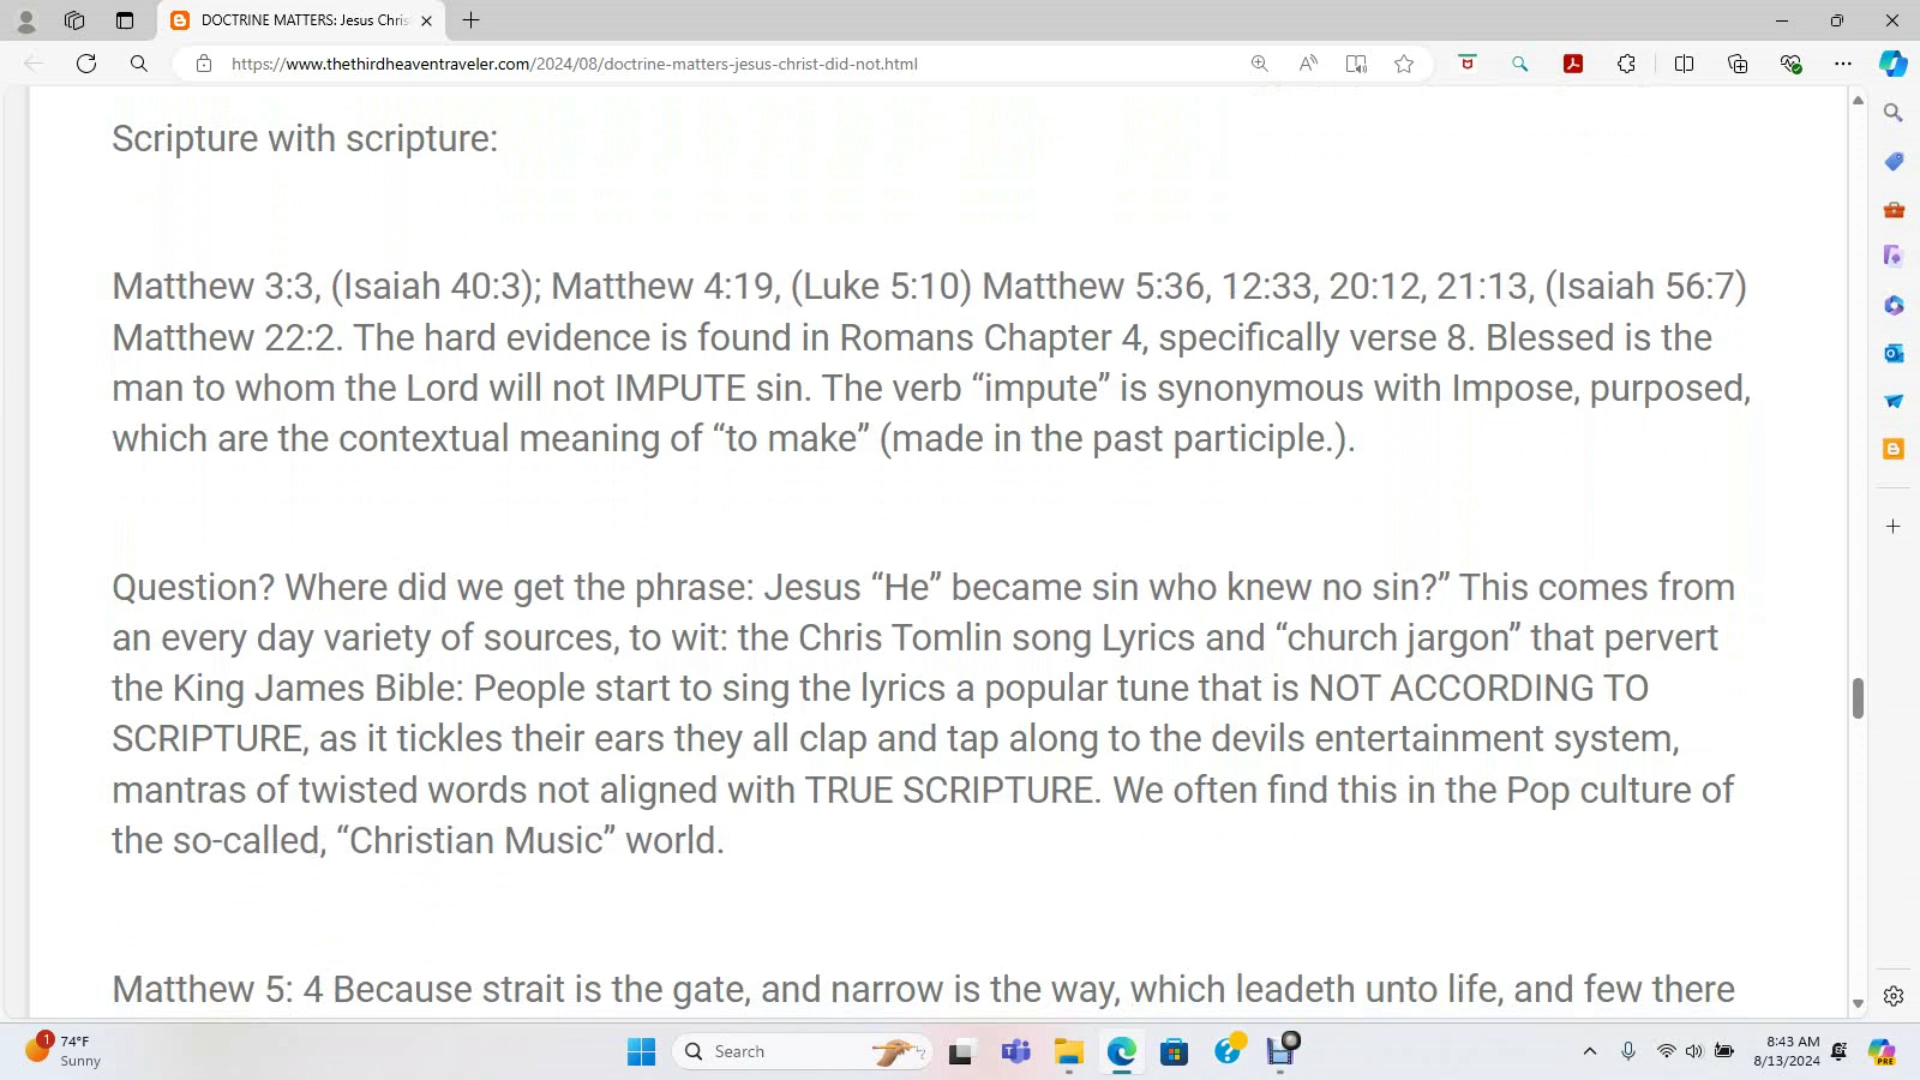 DOCTRINE MATTERS: Jesus Chris
https://www.thethirdheaventraveler.com/2024/08/doctrine-matters-jesus-christ-did-not.html
Scripture with scripture:
Matthew 3:3, (Isaiah 40:3); Matthew 4:19, (Luke 5:10) Matthew 5:36, 12:33, 20:12, 21:13, (Isaiah 56:7)
Matthew 22:2. The hard evidence is found in Romans Chapter 4, specifically verse 8. Blessed is the
man to whom the Lord will not IMPUTE sin. The verb “impute” is synonymous with Impose, purposed,
which are the contextual meaning of “to make” (made in the past participle.).
Question? Where did we get the phrase: Jesus “He” became sin who knew no sin?” This comes from
an every day variety of sources, to wit: the Chris Tomlin song Lyrics and “church jargon” that pervert
the King James Bible: People start to sing the lyrics a popular tune that is NOT ACCORDING TO
SCRIPTURE, as it tickles their ears they all clap and tap along to the devils entertainment system,
mantras of twisted words not aligned with TRUE SCRIPTURE. We often find this in the Pop culture of
the so-called, “Christian Music” world.
Matthew 5: 4 Because strait is the gate, and narrow is the way, which leadeth unto life, and few there
1
74°F
Sunny
Search
8:43 AM
8/13/2024
PRE